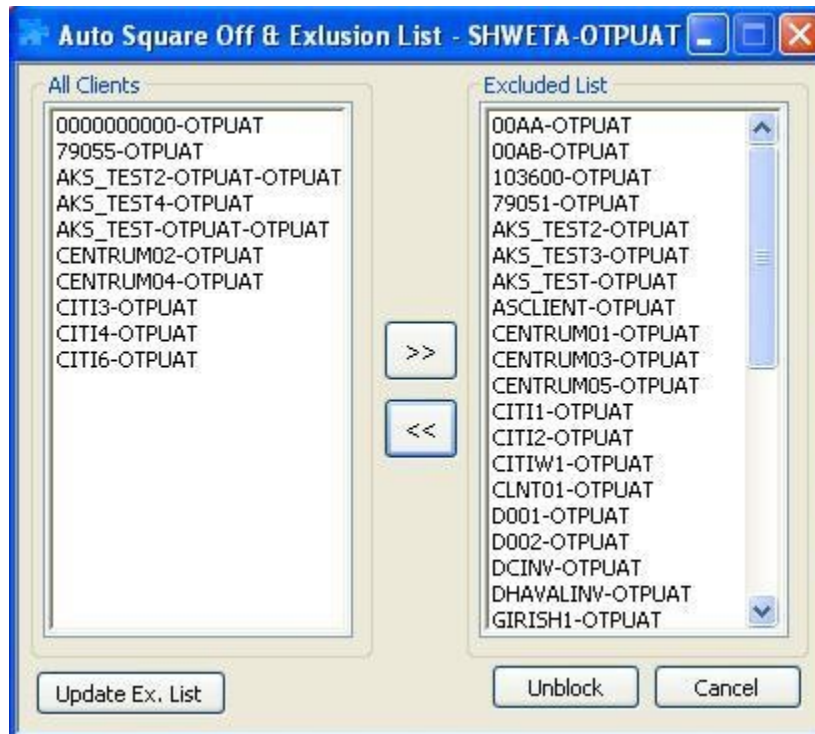 Auto Square Off & Exlusion List - SHWETA-OTPUAT
All Clients
0000000000-OTPUAT
79055-OTPUAT
AKS_TEST2-OTPUAT-OTPUAT
AKS_TEST4-OTPUAT
AKS_TEST-OTPUAT-OTPUAT
CENTRUM02-OTPUAT
CENTRUM04-OTPUAT
CITI3-OTPUAT
CITI4-OTPUAT
CITI6-OTPUAT
>>
<<
Excluded List
00AA-OTPUAT
00AB-OTPUAT
103600-OTPUAT
79051-OTPUAT
AKS_TEST2-OTPUAT
AKS_TEST3-OTPUAT
AKS_TEST-OTPUAT
ASCLIENT-OTPUAT
CENTRUM01-OTPUAT
CENTRUM03-OTPUAT
CENTRUM05-OTPUAT
CITI1-OTPUAT
CITI2-OTPUAT
CITIW1-OTPUAT
CLNT01-OTPUAT
D001-OTPUAT
D002-OTPUAT
DCINV-OTPUAT
DHAVALINV-OTPUAT
GIRISH1-OTPUAT
Update Ex. List
Unblock
Cancel